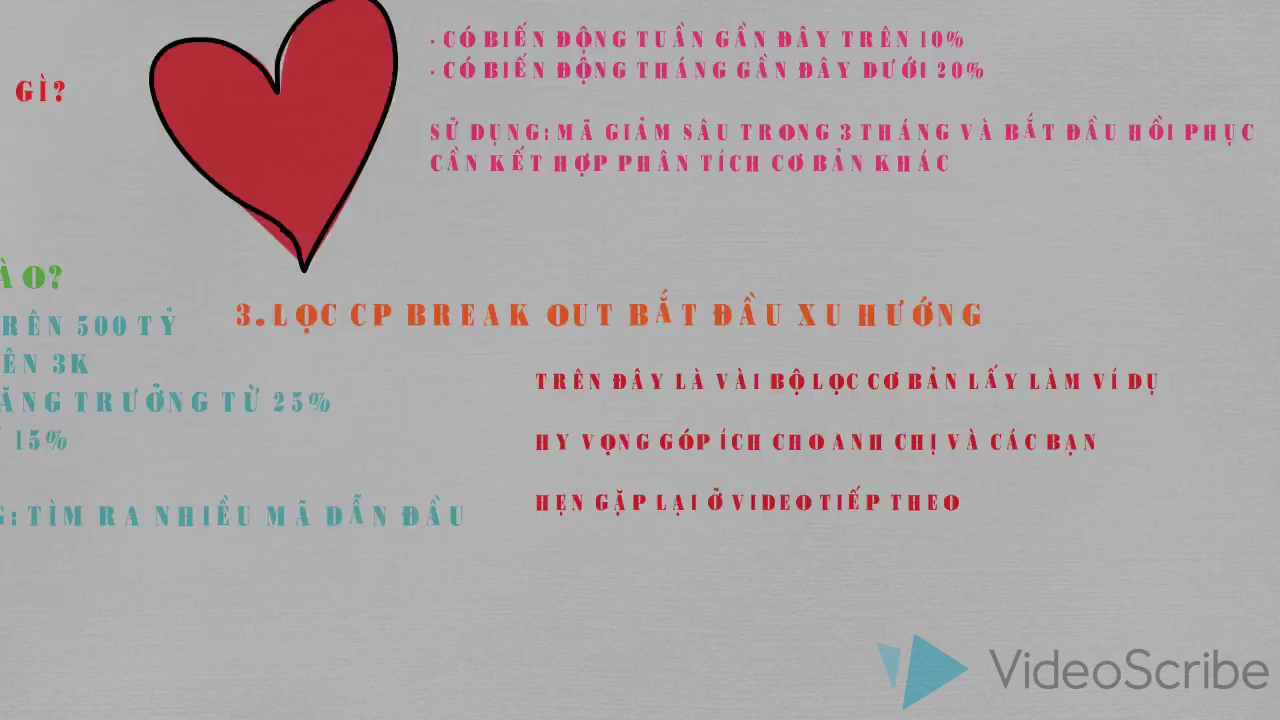 · CÓ BIẾN ĐỘNG TUẦN GẦN ĐÂY TRÊN 10%
· CÓ BIẾN ĐỘNG THÁNG GẦN ĐÂY DƯỚI 20%
GÌ?
SỬ DỤNG: MÃ GIẢM SÂU TRONG 3 THÁNG VÀ BẮT ĐẦU HỒI PHỤC
CẦN KẾT HỢP PHÂN TÍCH CƠ BẢN KHÁC
ÀO?
RÊN 500 TỶ
ÊN 3K
ĂNG TRƯỞNG TỪ 25%
15%
G: TÌM RA NHIỀU MÃ DẪN ĐẦU
3. LỌC CP BREAK OUT BẮT ĐẦU XU HƯỚNG
TRÊN ĐÂY LÀ VÀI BỘ LỌC CƠ BẢN LẤY LÀM VÍ DỤ
HY VỌNG GÓP ÍCH CHO ANH CHỊ VÀ CÁC BẠN
HẸN GẶP LẠI Ở VIDEO TIẾP THEO
VideoScribe